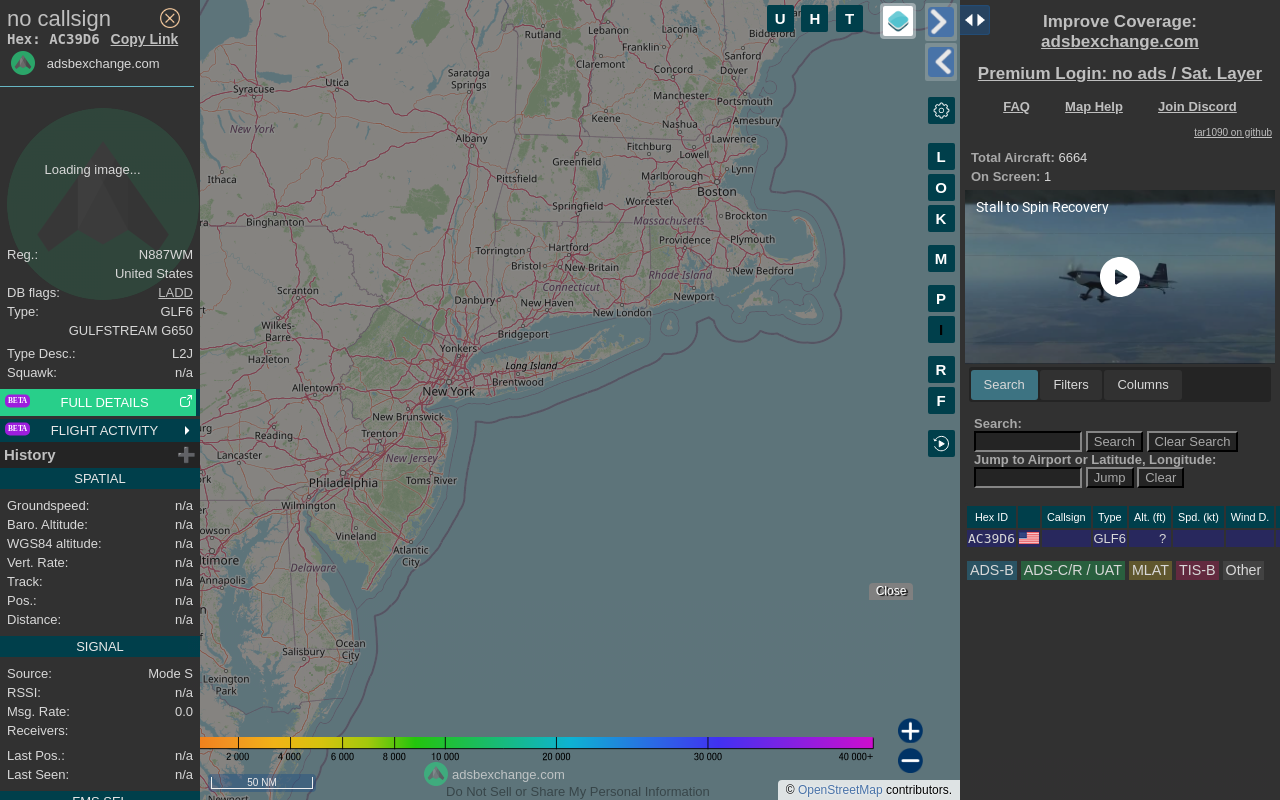 no callsign
Hex: AC39D6 Copy Link
adsbexchange.com
Loading image...
Reg.: N887WM
United States
DB flags: LADD
Type: GLF6
GULFSTREAM G650
Type Desc.: L2J
Squawk: n/a
BETA FULL DETAILS
BETA FLIGHT ACTIVITY
History
SPATIAL
Groundspeed: n/a
Baro. Altitude: n/a
WGS84 altitude: n/a
Vert. Rate: n/a
Track: n/a
Pos.: n/a
Distance: n/a
SIGNAL
Source: Mode S
RSSI: n/a
Msg. Rate: 0.0
Receivers:
Last Pos.: n/a
Last Seen: n/a
FMS SEL
U H T
L
O
K
M
P
I
R
F
Rutland
Lebanon
Laconia
Franklin
Biddeford
Claremont
Sanford
Concord
Dover
Saratoga
Springs
Utica
Syracuse
Manchester
Portsmouth
Keene
Amesbury
Nashua
New York
Albany
Lawrence
Fitchburg
Lowell
Greenfield
Lynn
Ithaca
Pittsfield
Marlborough
Boston
Worcester
Springfield
Binghamton
Massachusetts
Brockton
Providence
Plymouth
Torrington
Hartford
Bristol
New Britain
New Bedford
Rhode Island
Connecticut
Scranton
Danbury
New Haven
Newport
New London
Wilkes-
Barre
Bridgeport
Yonkers
Hazleton
Long Island
Brentwood
Allentown
New York
New Brunswick
Reading
Trenton
Lancaster
New Jersey
Philadelphia
Toms River
Wilmington
Vineland
Atlantic
City
Delaware
Annapolis
Ocean
City
Salisbury
Lexington
Park
Close
2 000 4 000 6 000 8 000 10 000 20 000 30 000 40 000+
50 NM
adsbexchange.com
Do Not Sell or Share My Personal Information
© OpenStreetMap contributors.
Improve Coverage:
adsbexchange.com
Premium Login: no ads / Sat. Layer
FAQ Map Help Join Discord
tar1090 on github
Total Aircraft: 6664
On Screen: 1
Stall to Spin Recovery
Search Filters Columns
Search:
Search Clear Search
Jump to Airport or Latitude, Longitude:
Jump Clear
Hex ID Callsign Type Alt. (ft) Spd. (kt) Wind D.
AC39D6 GLF6 ?
ADS-B ADS-C/R / UAT MLAT TIS-B Other